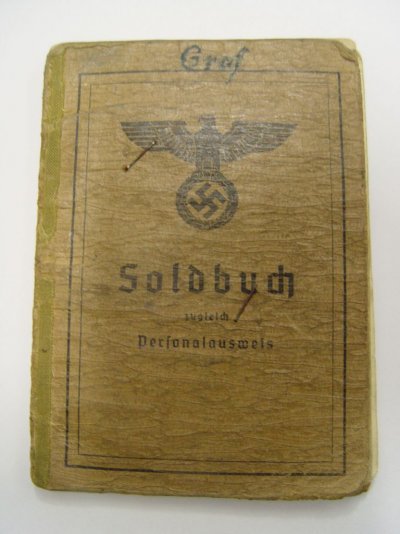 Graf
Soldbuch
zugleich
Personalausweis